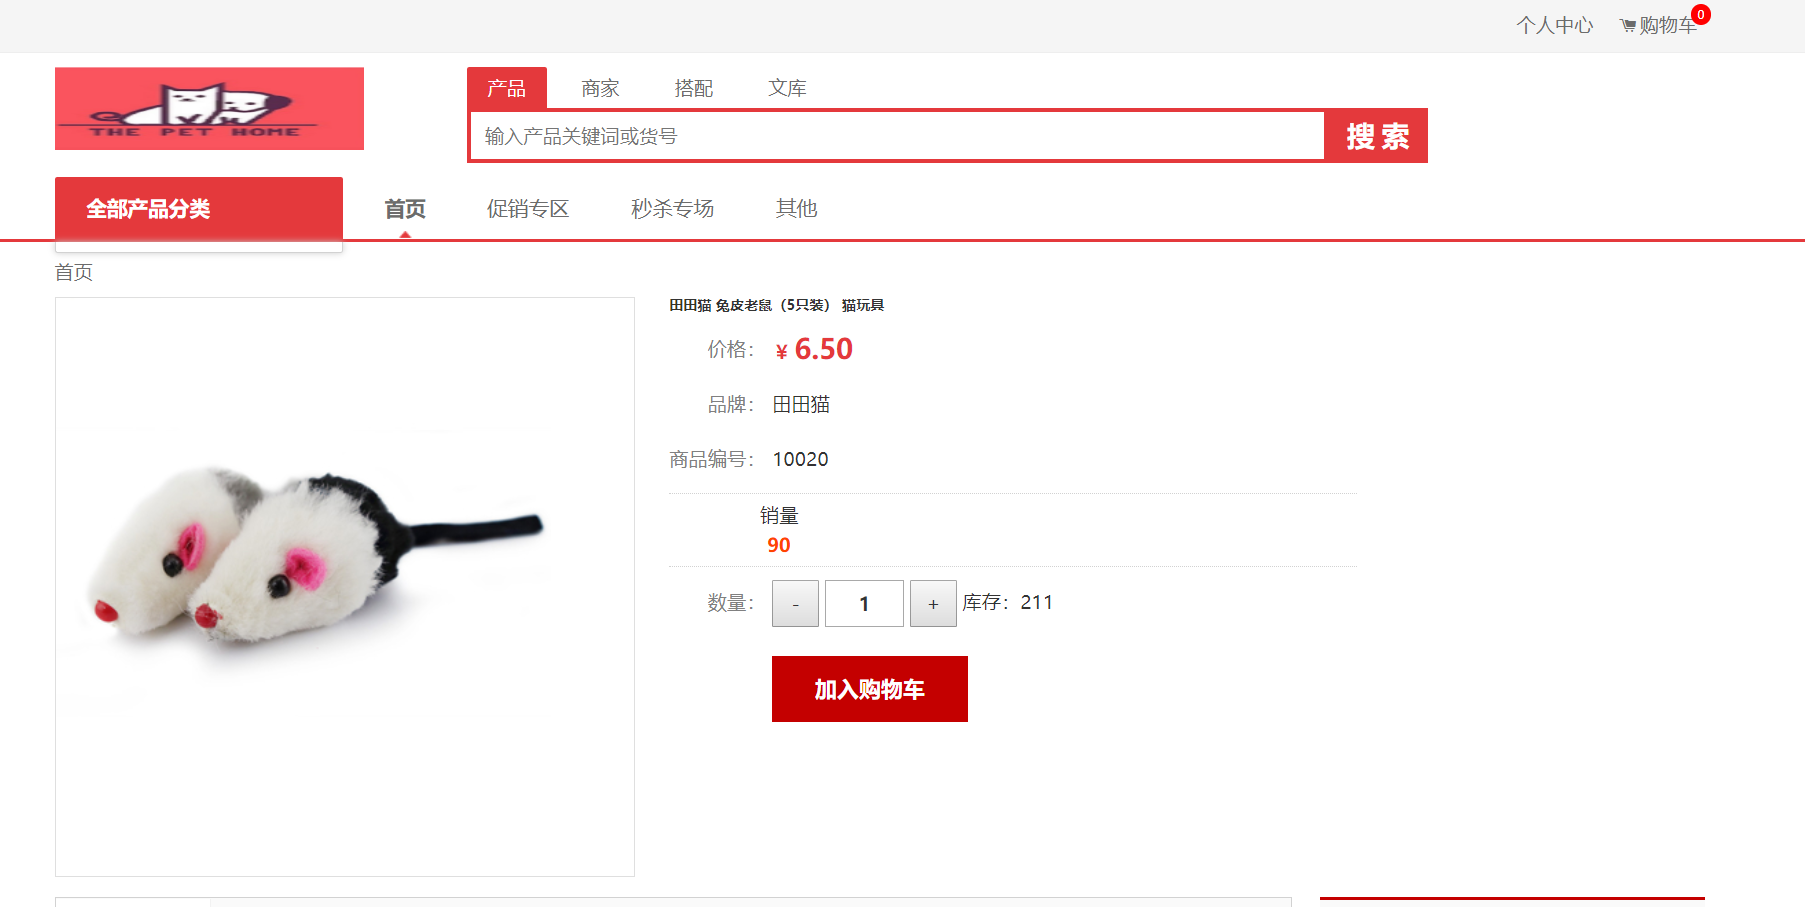 个人中心 购物车 0
THE PET HOME
产品 商家 搭配 文库
输入产品关键词或货号 搜 索
全部产品分类 首页 促销专区 秒杀专场 其他
首页
田田猫 兔皮老鼠（5只装） 猫玩具
价格： ¥ 6.50
品牌： 田田猫
商品编号： 10020
销量
90
数量： - 1 + 库存：211
加入购物车